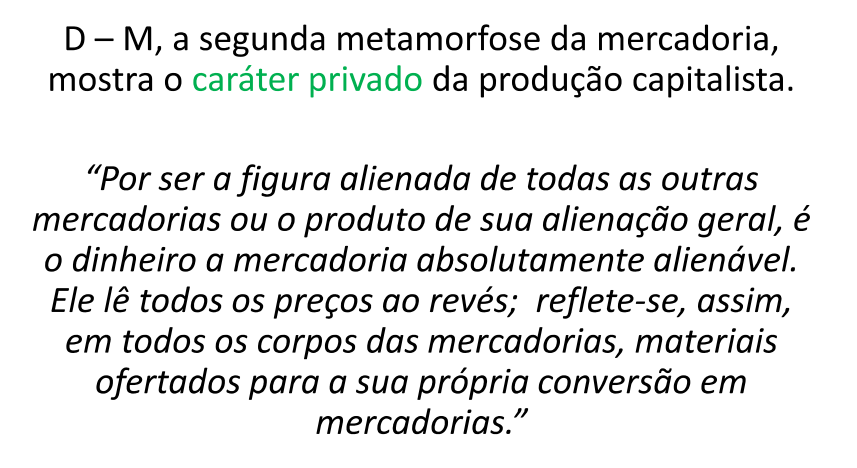 D – M, a segunda metamorfose da mercadoria,
mostra o caráter privado da produção capitalista.
“Por ser a figura alienada de todas as outras
mercadorias ou o produto de sua alienação geral, é
o dinheiro a mercadoria absolutamente alienável.
Ele lê todos os preços ao revés;  reflete-se, assim,
em todos os corpos das mercadorias, materiais
ofertados para a sua própria conversão em
mercadorias.”